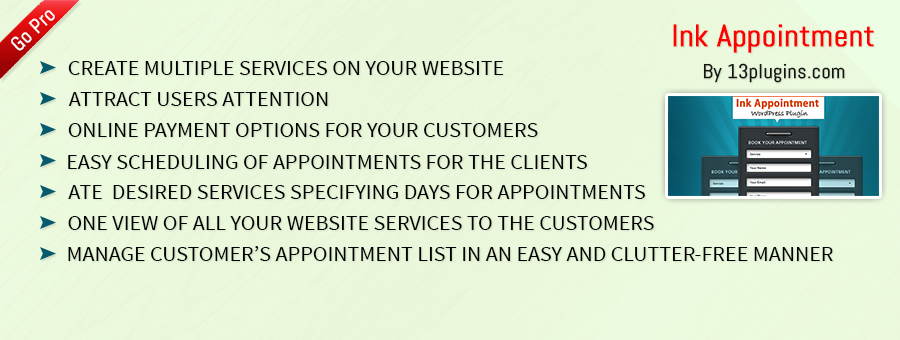 Go Pro
Ink Appointment
By 13plugins.com
CREATE MULTIPLE SERVICES ON YOUR WEBSITE
ATTRACT USERS ATTENTION
ONLINE PAYMENT OPTIONS FOR YOUR CUSTOMERS
EASY SCHEDULING OF APPOINTMENTS FOR THE CLIENTS
ATE DESIRED SERVICES SPECIFYING DAYS FOR APPOINTMENTS
ONE VIEW OF ALL YOUR WEBSITE SERVICES TO THE CUSTOMERS
MANAGE CUSTOMER’S APPOINTMENT LIST IN AN EASY AND CLUTTER-FREE MANNER
Ink Appointment
WordPress Plugin
BOOK YOUR APPOINTMENT
Service
Your Name
Your Email